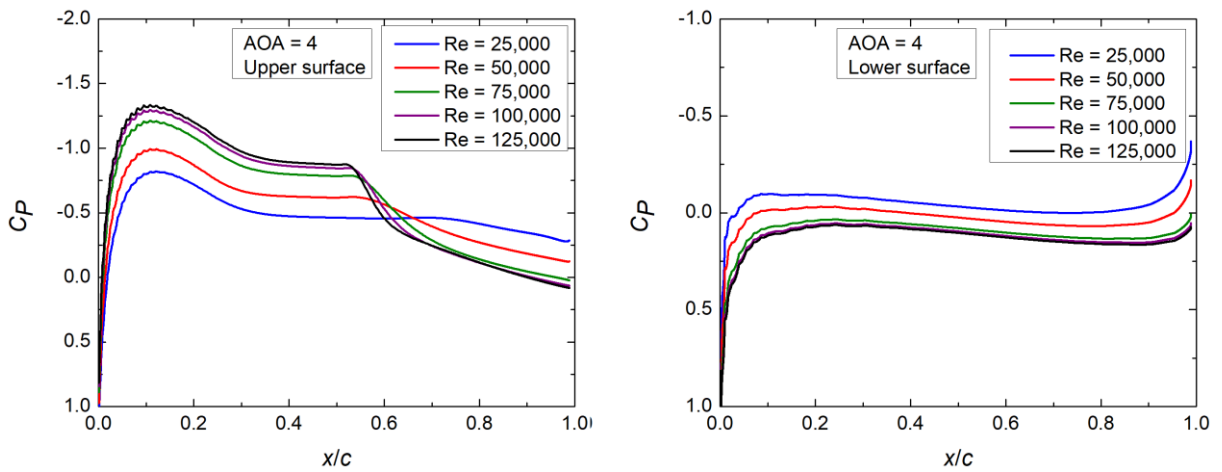 -2.0
-1.5
-1.0
-0.5
0.0
0.5
1.0
CP
AOA = 4
Upper surface
Re = 25,000
Re = 50,000
Re = 75,000
Re = 100,000
Re = 125,000
0.0 0.2 0.4 0.6 0.8 1.0
x/c
-1.0
-0.5
0.0
0.5
1.0
CP
AOA = 4
Lower surface
Re = 25,000
Re = 50,000
Re = 75,000
Re = 100,000
Re = 125,000
0.0 0.2 0.4 0.6 0.8 1.0
x/c